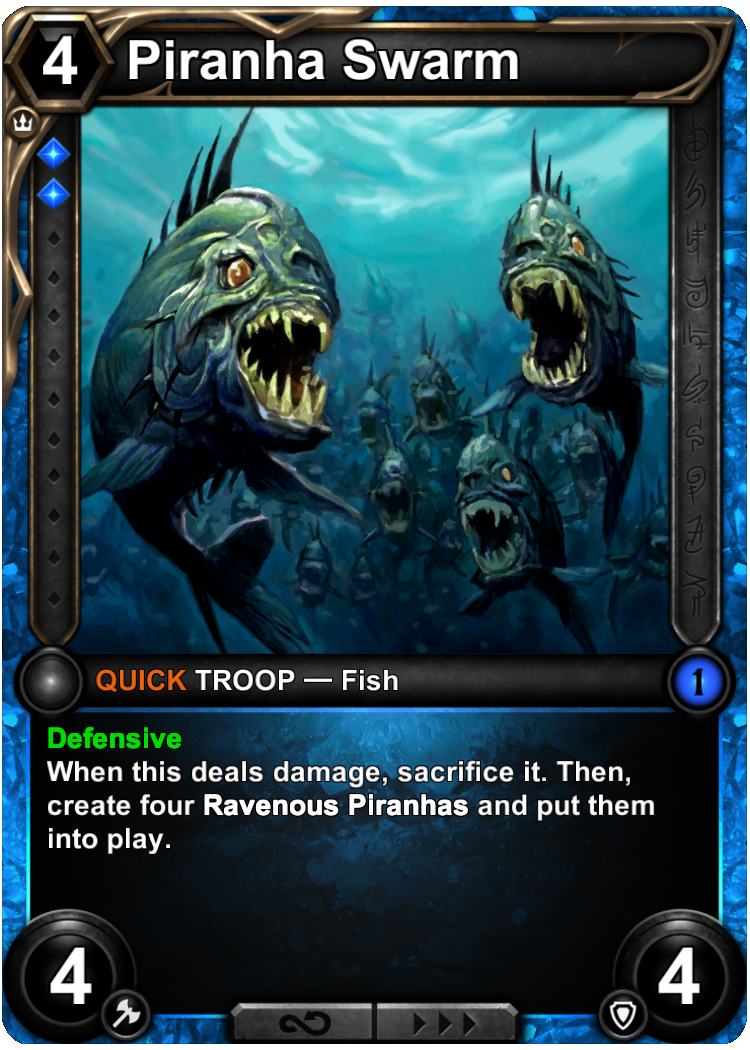 4 Piranha Swarm
QUICK TROOP — Fish
1
Defensive
When this deals damage, sacrifice it. Then,
create four Ravenous Piranhas and put them
into play.
4
4